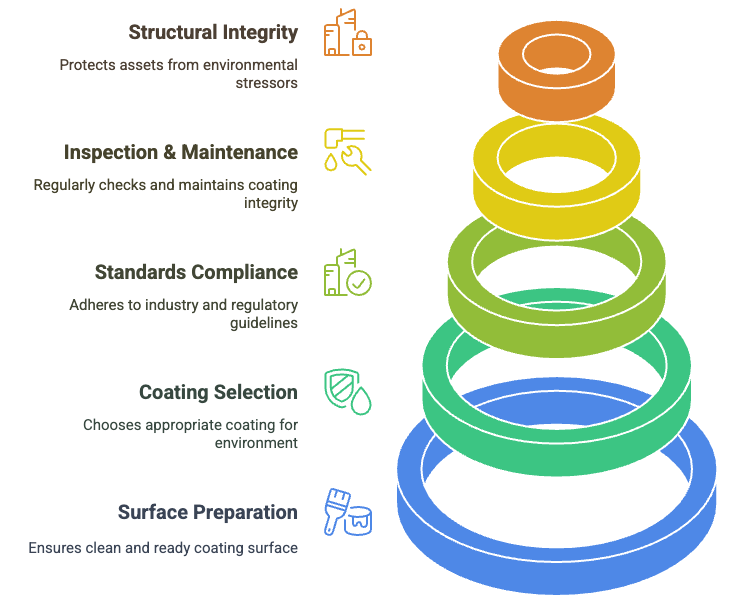 Structural Integrity
Protects assets from environmental
stressors
Inspection & Maintenance
Regularly checks and maintains coating
integrity
Standards Compliance
Adheres to industry and regulatory
guidelines
Coating Selection
Chooses appropriate coating for
environment
Surface Preparation
Ensures clean and ready coating surface